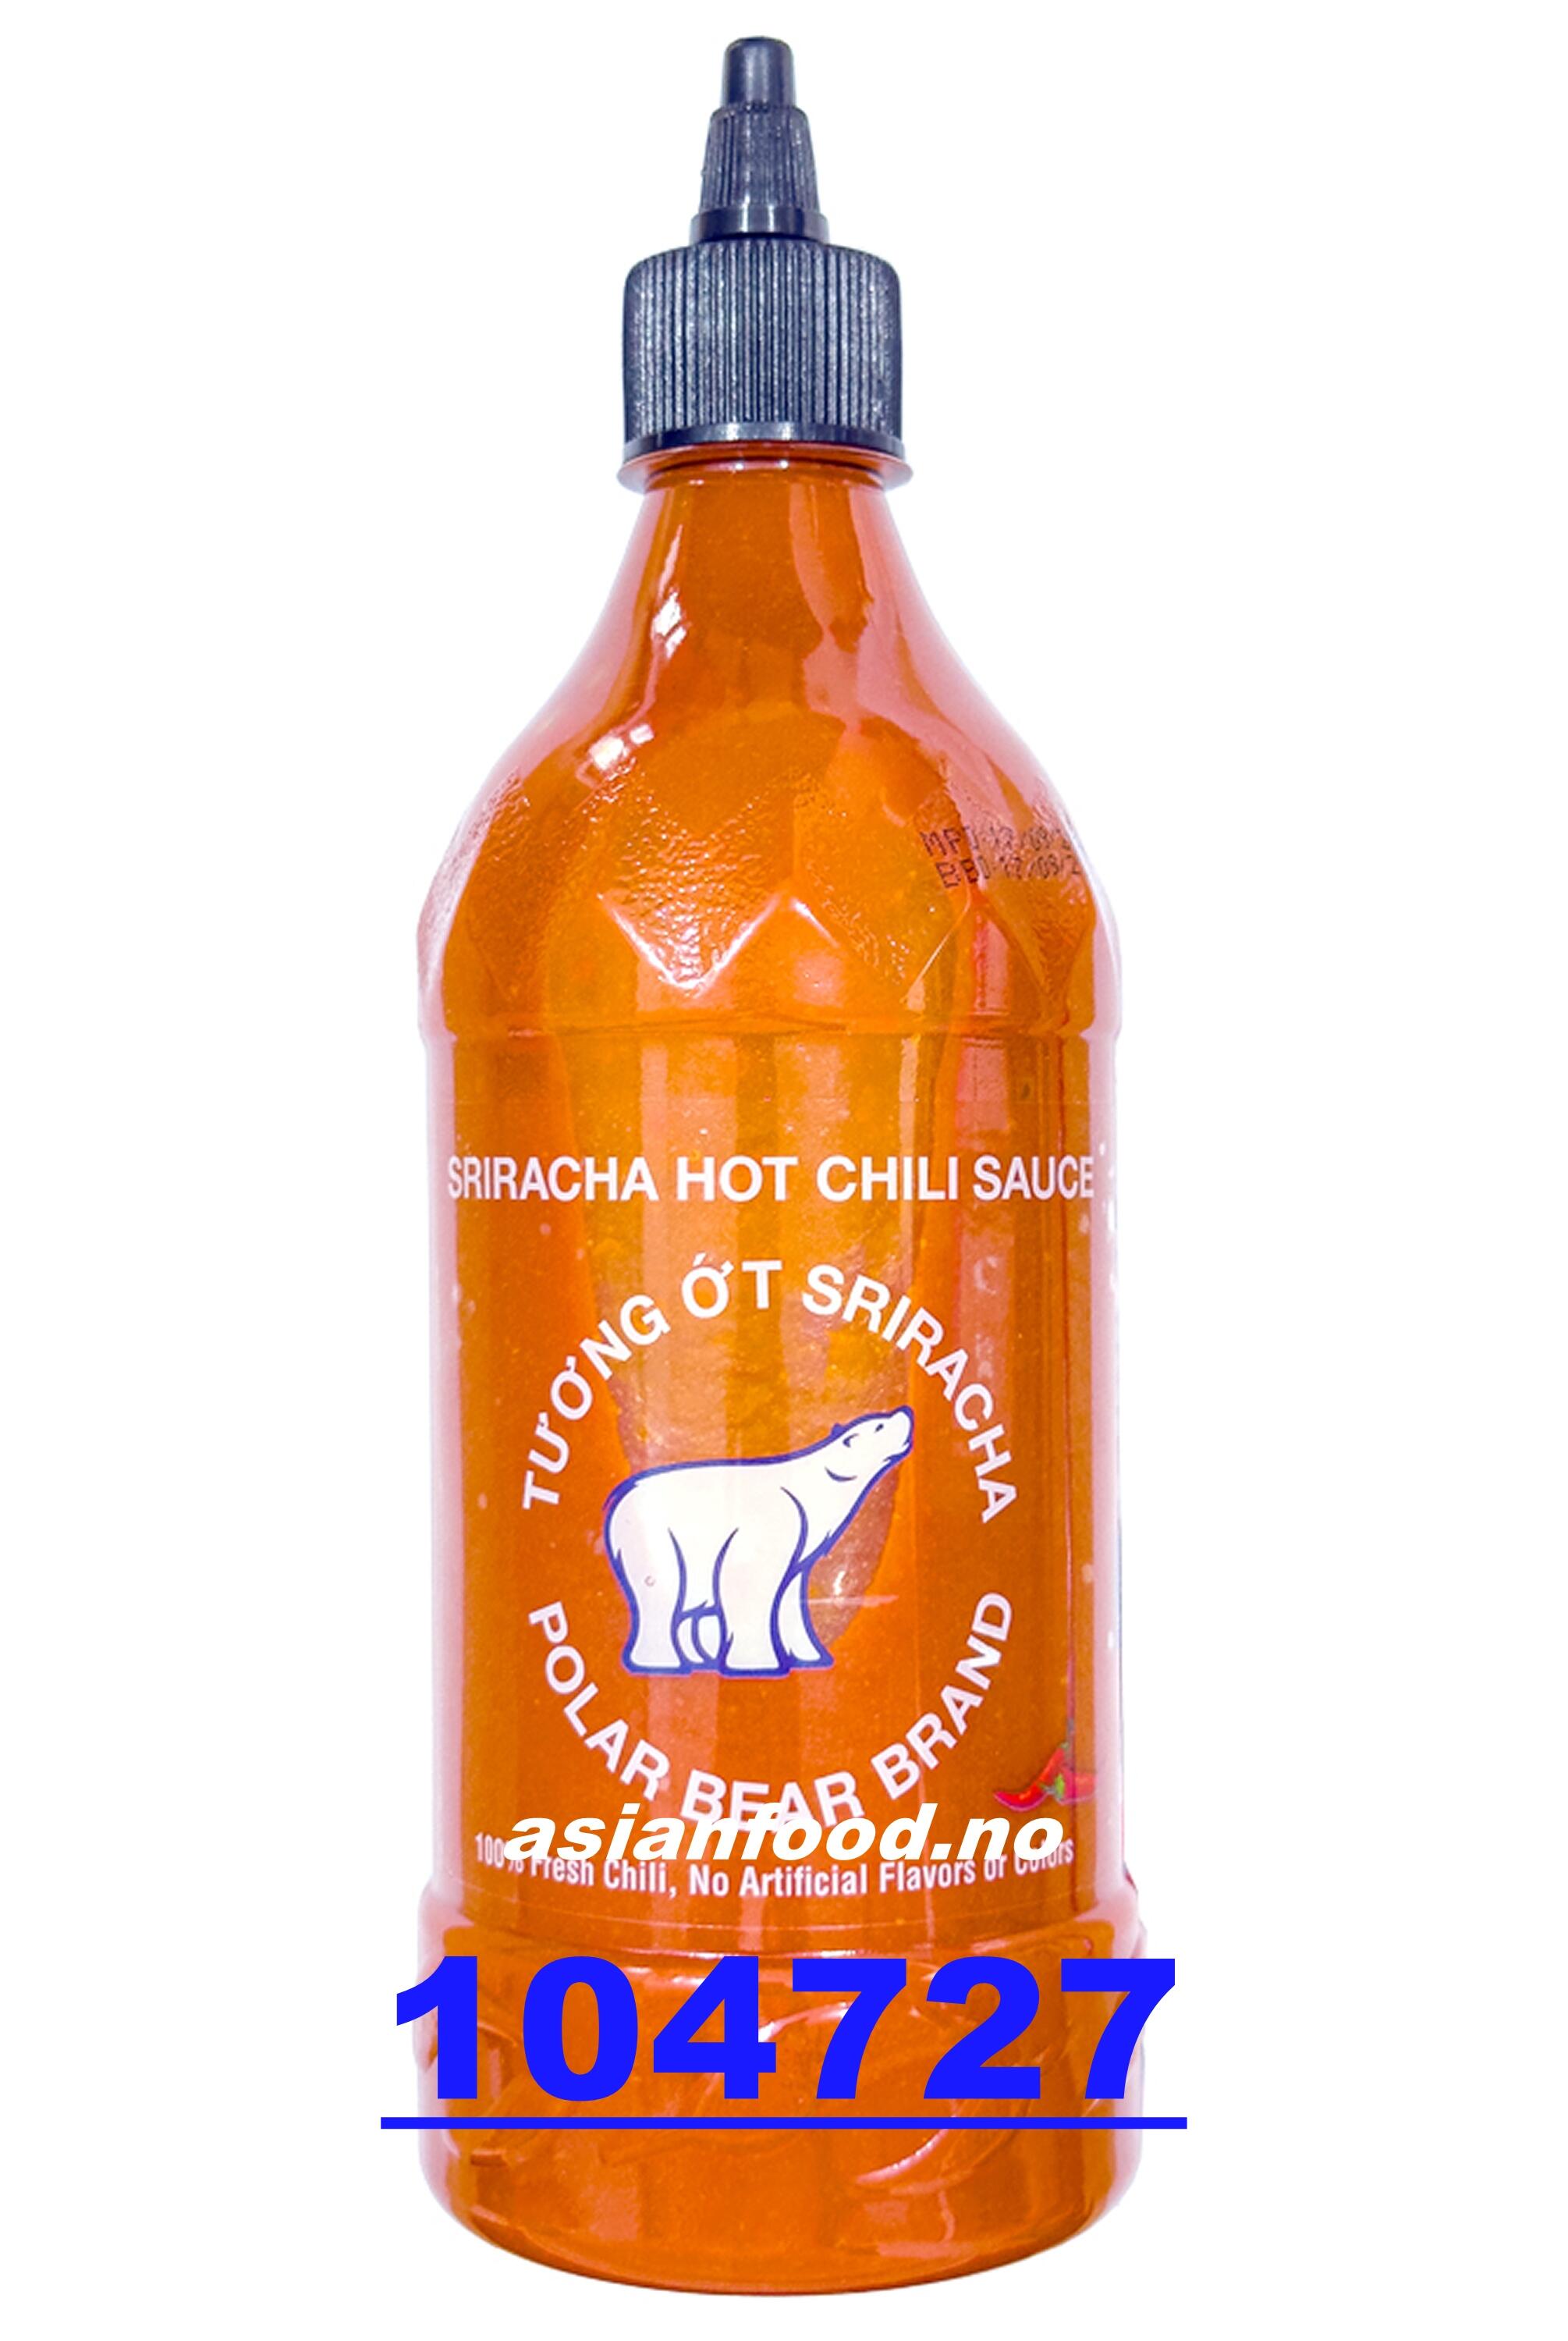 SRIRACHA HOT CHILI SAUCE
TƯƠNG ỚT SRIRACHA
POLAR BEAR BRAND
asianfood.no
100% Fresh Chili, No Artificial Flavors or Colors
104727